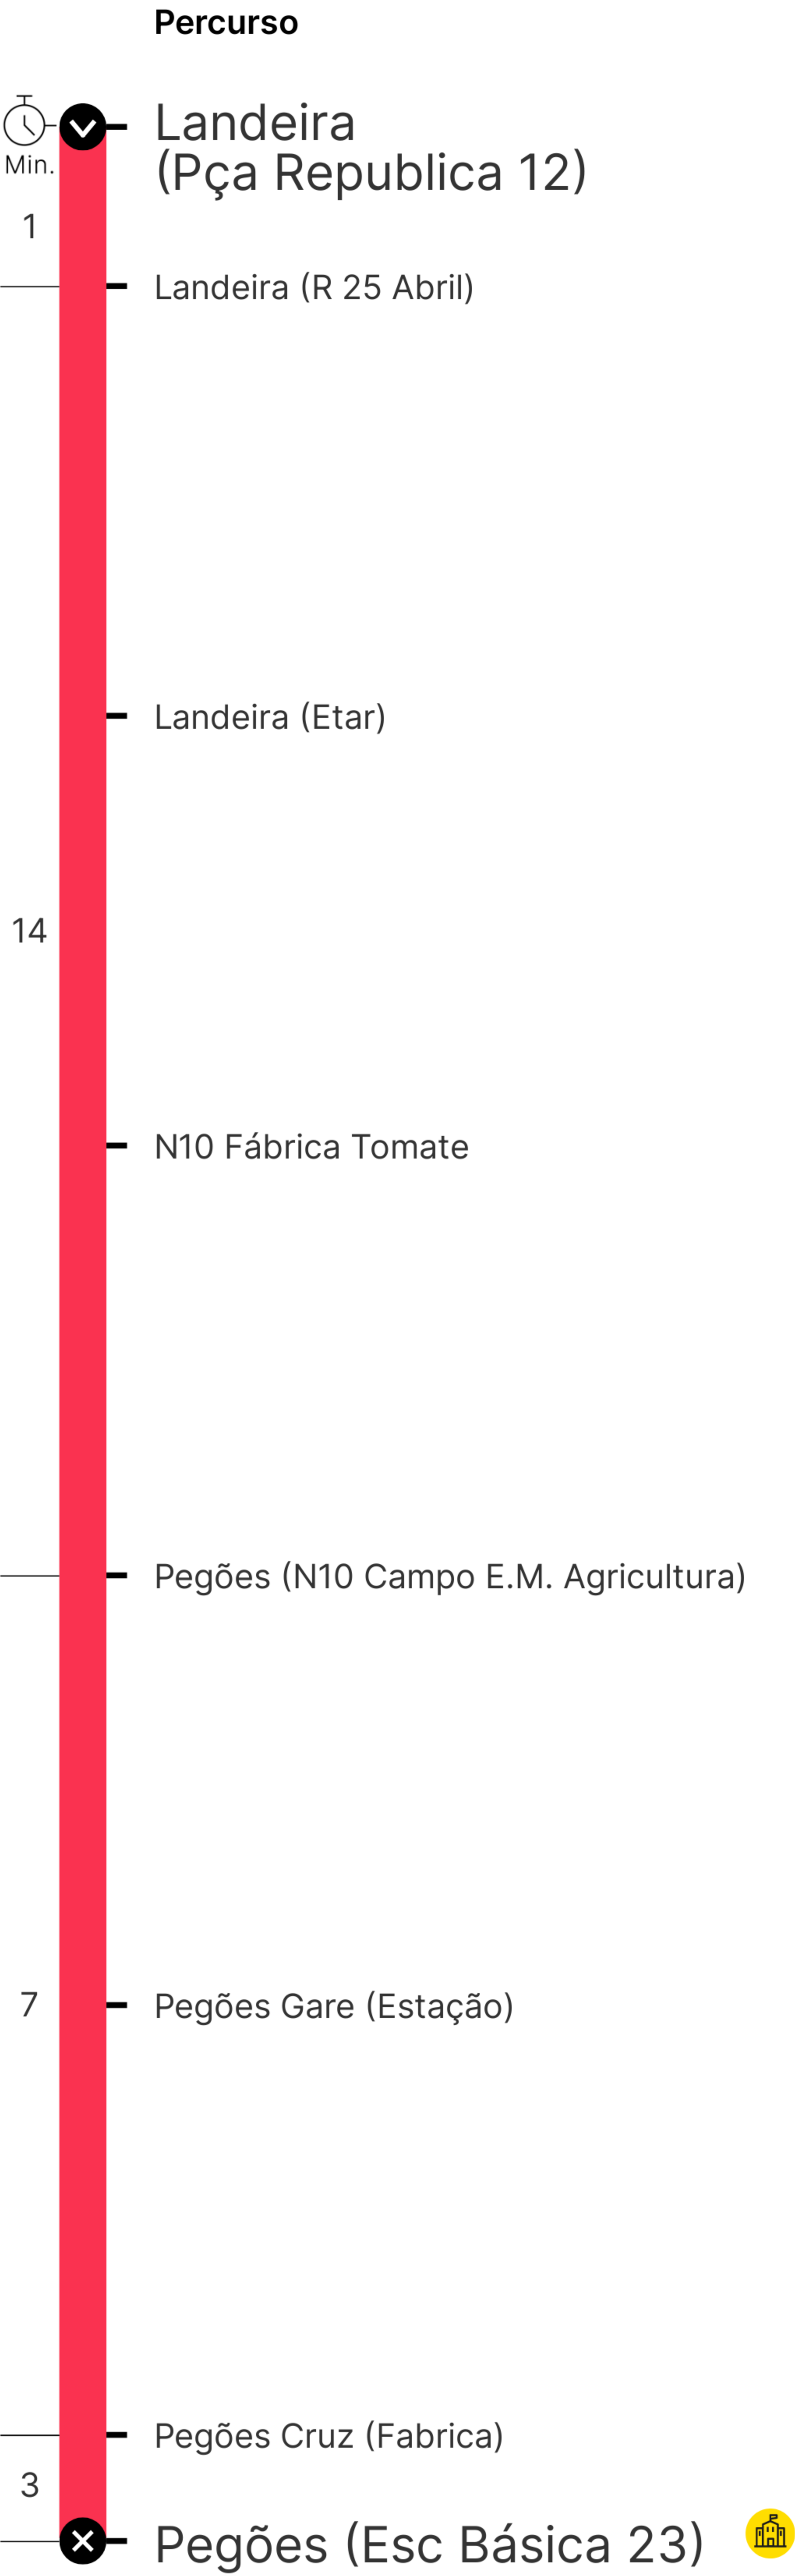 Percurso
Landeira
(Pça Republica 12)
Min.
1
Landeira (R 25 Abril)
Landeira (Etar)
14
N10 Fábrica Tomate
Pegões (N10 Campo E.M. Agricultura)
7
Pegões Gare (Estação)
Pegões Cruz (Fabrica)
3
Pegões (Esc Básica 23)